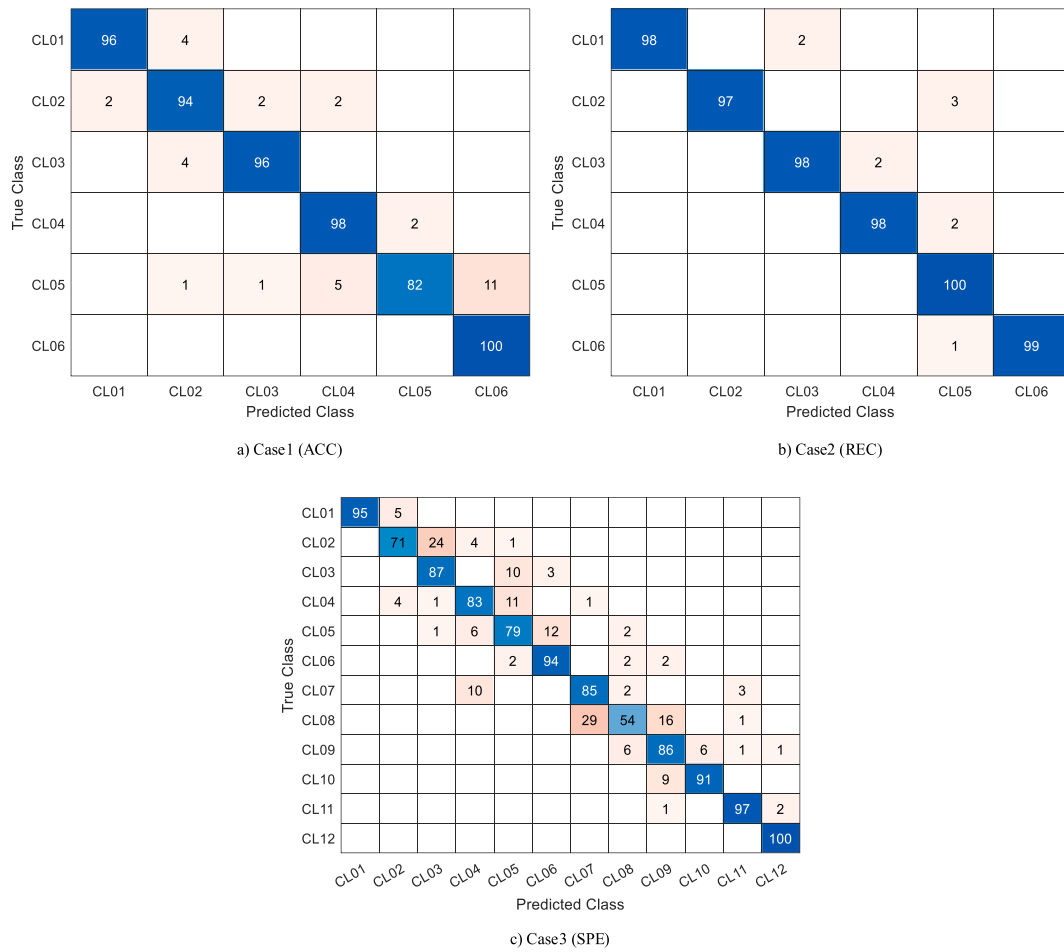 CL01 96 4
CL02 2 94 2 2
CL03 4 96
CL04 98 2
CL05 1 1 5 82 11
CL06 100
True Class
CL01 CL02 CL03 CL04 CL05 CL06
Predicted Class
a) Case1 (ACC)
CL01 98 2
CL02 97 3
CL03 98 2
CL04 98 2
CL05 100
CL06 1 99
True Class
CL01 CL02 CL03 CL04 CL05 CL06
Predicted Class
b) Case2 (REC)
CL01 95 5
CL02 71 24 4 1
CL03 87 10 3
CL04 4 1 83 11 1
CL05 1 6 79 12 2
CL06 2 94 2 2
CL07 10 85 2 3
CL08 29 54 16 1
CL09 6 86 6 1 1
CL10 9 91
CL11 1 97 2
CL12 100
True Class
CL01 CL02 CL03 CL04 CL05 CL06 CL07 CL08 CL09 CL10 CL11 CL12
Predicted Class
c) Case3 (SPE)